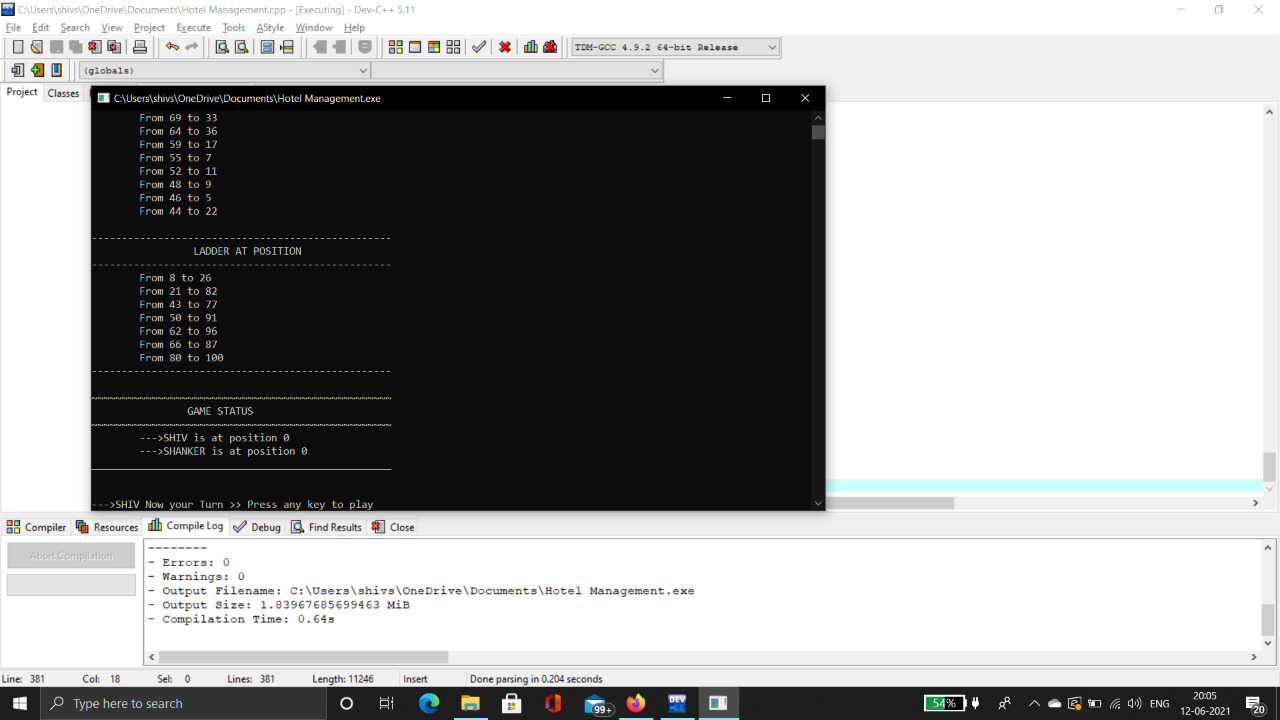 C:\Users\shivs\OneDrive\Documents\Hotel Management.cpp - [Executing] - Dev-C++ 5.11
File Edit Search View Project Execute Tools AStyle Window Help
TDM-GCC 4.9.2 64-bit Release
(globals)
Project Classes
C:\Users\shivs\OneDrive\Documents\Hotel Management.exe
From 69 to 33
From 64 to 36
From 59 to 17
From 55 to 7
From 52 to 11
From 48 to 9
From 46 to 5
From 44 to 22
--------------------------------------------------
LADDER AT POSITION
--------------------------------------------------
From 8 to 26
From 21 to 82
From 43 to 77
From 50 to 91
From 62 to 96
From 66 to 87
From 80 to 100
--------------------------------------------------
~~~~~~~~~~~~~~~~~~~~~~~~~~~~~~~~~~~~~~~~~~~~~~~~~~
GAME STATUS
~~~~~~~~~~~~~~~~~~~~~~~~~~~~~~~~~~~~~~~~~~~~~~~~~~
--->SHIV is at position 0
--->SHANKER is at position 0
__________________________________________________
--->SHIV Now your Turn >> Press any key to play
Compiler Resources Compile Log Debug Find Results Close
Abort Compilation
--------
- Errors: 0
- Warnings: 0
- Output Filename: C:\Users\shivs\OneDrive\Documents\Hotel Management.exe
- Output Size: 1.83967685699463 MiB
- Compilation Time: 0.64s
Line: 381 Col: 18 Sel: 0 Lines: 381 Length: 11246 Insert Done parsing in 0.204 seconds
Type here to search
99+
DEV
54%
ENG
20:05
12-06-2021
20